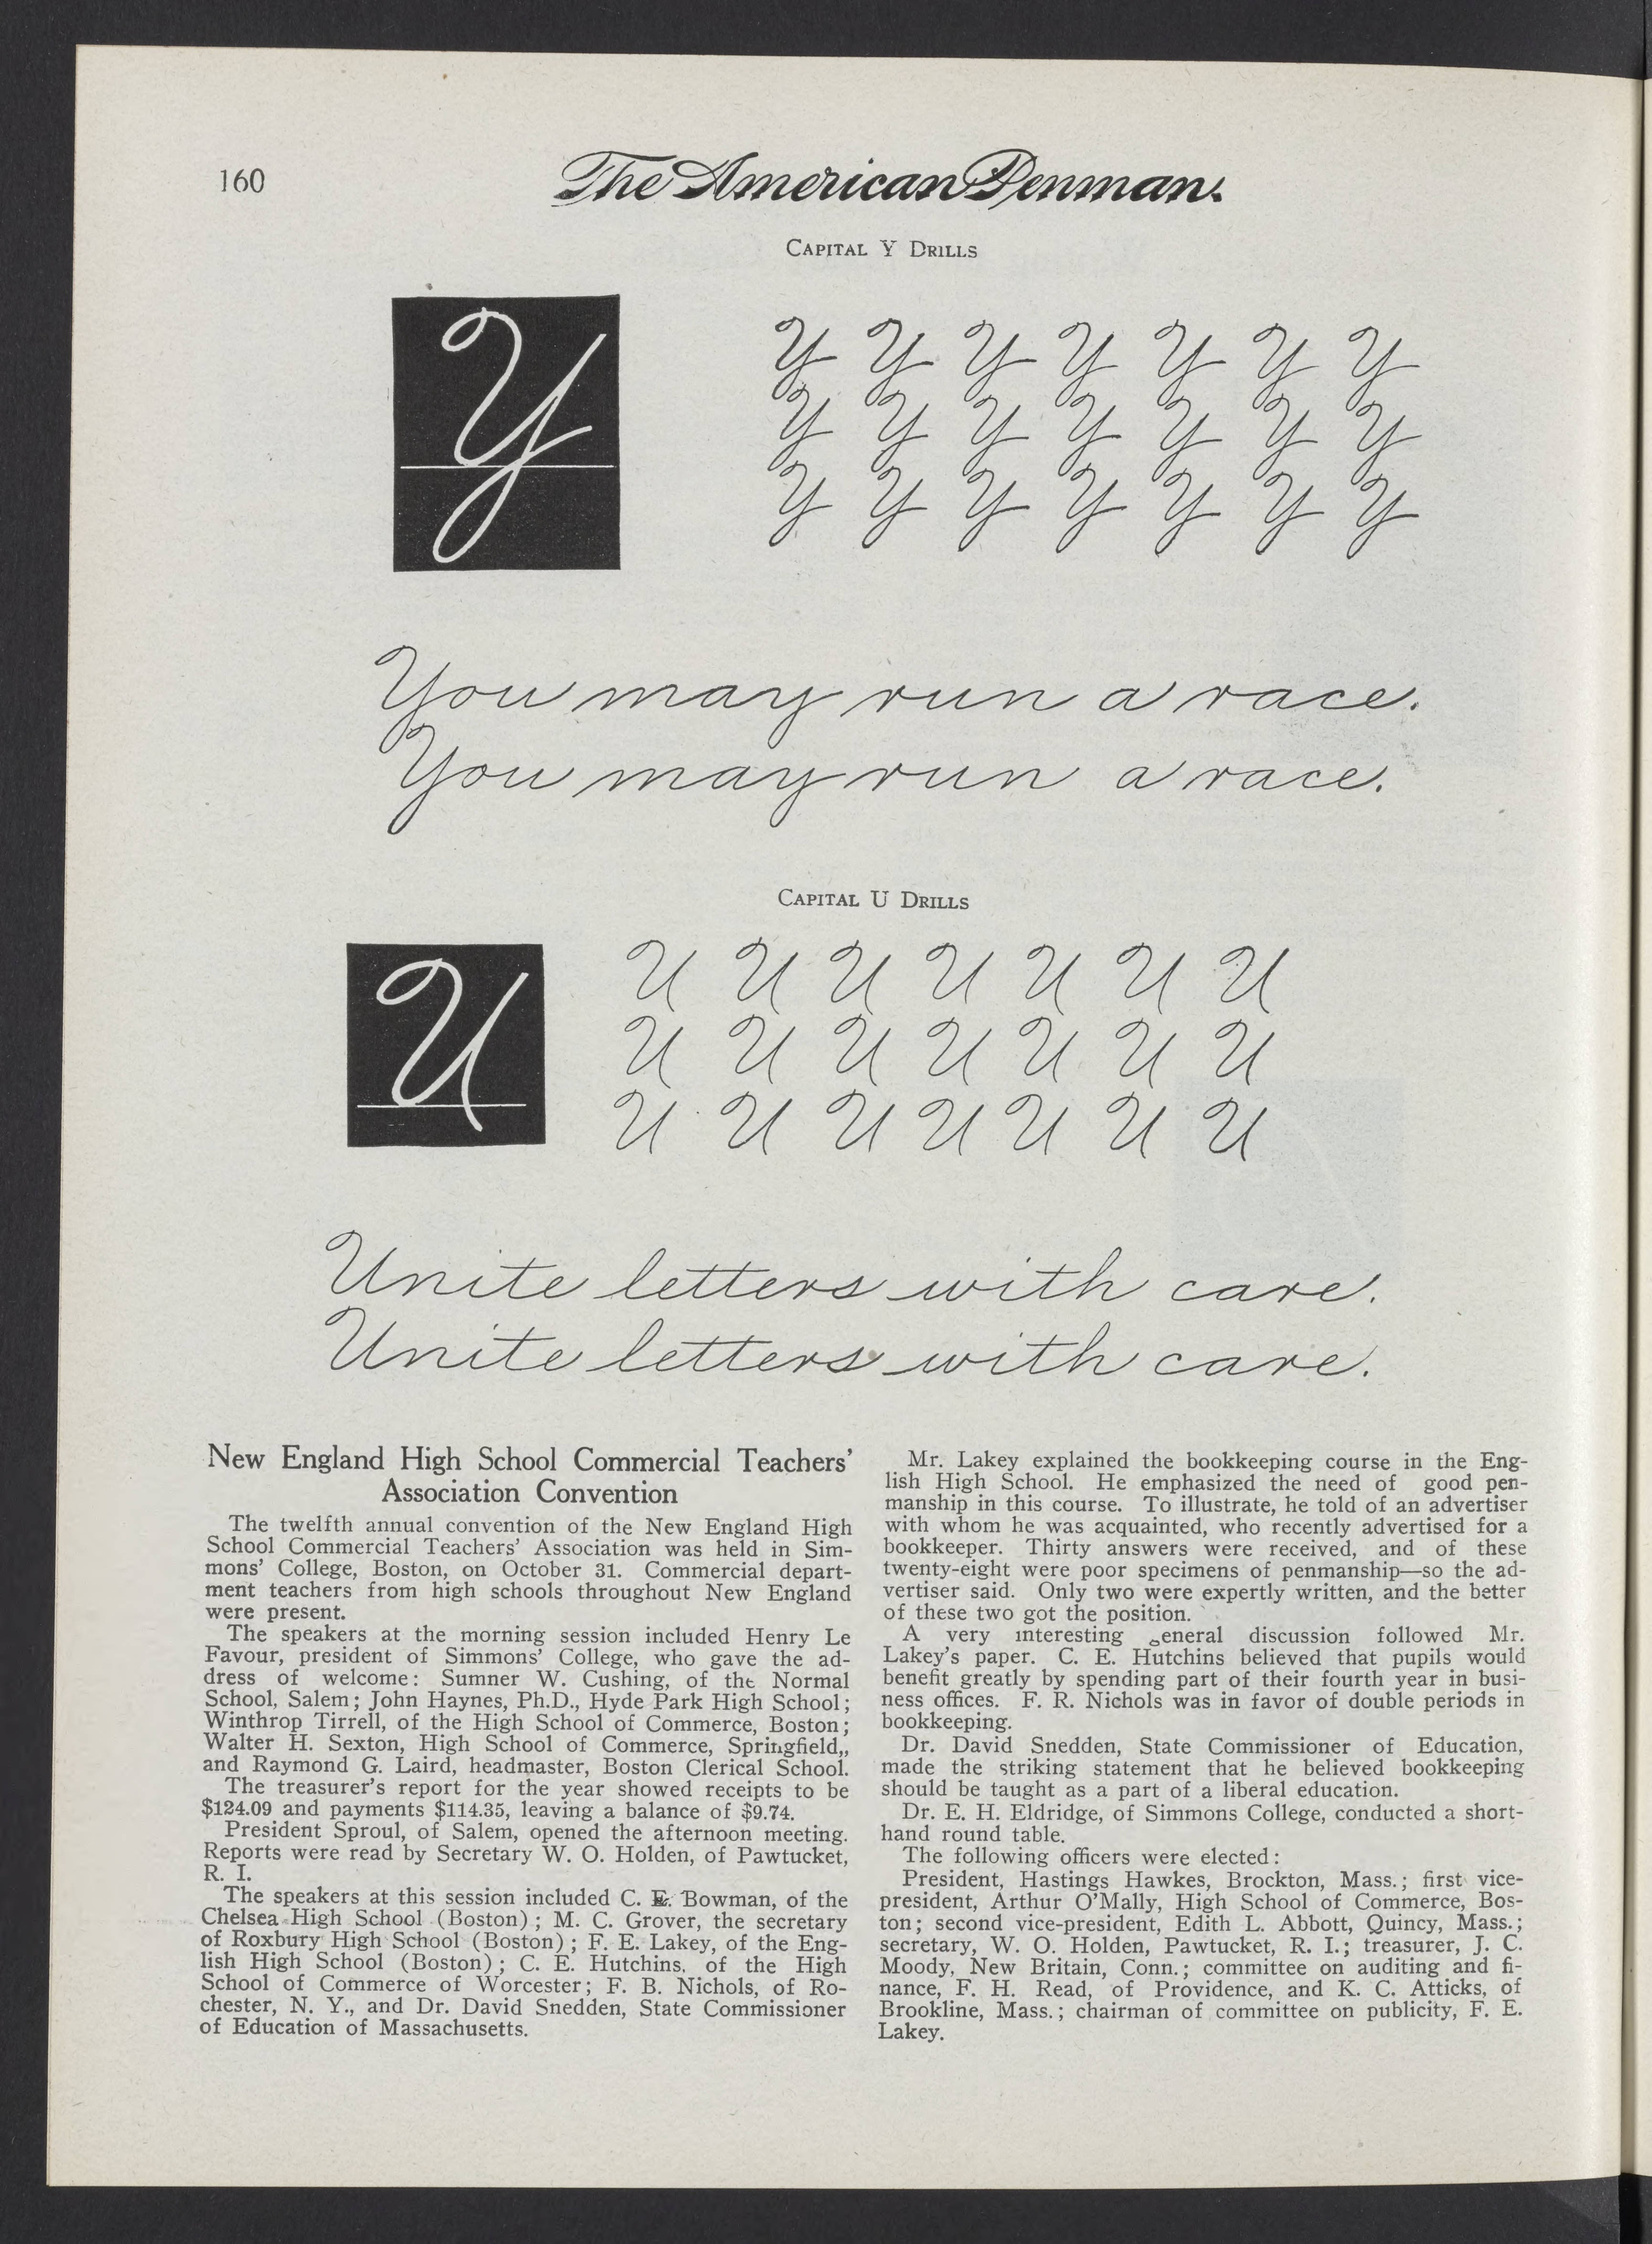 160
The American Penman.
CAPITAL Y DRILLS
Y
Y Y Y Y Y Y Y
Y Y Y Y Y Y Y
Y Y Y Y Y Y Y
You may run a race.
You may run a race.
CAPITAL U DRILLS
U
U U U U U U U
U U U U U U U
U U U U U U U
Unite letters with care.
Unite letters with care.
New England High School Commercial Teachers'
Association Convention
The twelfth annual convention of the New England High
School Commercial Teachers' Association was held in Sim-
mons' College, Boston, on October 31. Commercial depart-
ment teachers from high schools throughout New England
were present.
The speakers at the morning session included Henry Le
Favour, president of Simmons' College, who gave the ad-
dress of welcome: Sumner W. Cushing, of the Normal
School, Salem; John Haynes, Ph.D., Hyde Park High School;
Winthrop Tirrell, of the High School of Commerce, Boston;
Walter H. Sexton, High School of Commerce, Springfield,,
and Raymond G. Laird, headmaster, Boston Clerical School.
The treasurer's report for the year showed receipts to be
$124.09 and payments $114.35, leaving a balance of $9.74.
President Sproul, of Salem, opened the afternoon meeting.
Reports were read by Secretary W. O. Holden, of Pawtucket,
R. I.
The speakers at this session included C. E. Bowman, of the
Chelsea High School (Boston); M. C. Grover, the secretary
of Roxbury High School (Boston); F. E. Lakey, of the Eng-
lish High School (Boston); C. E. Hutchins, of the High
School of Commerce of Worcester; F. B. Nichols, of Ro-
chester, N. Y., and Dr. David Snedden, State Commissioner
of Education of Massachusetts.
Mr. Lakey explained the bookkeeping course in the Eng-
lish High School. He emphasized the need of good pen-
manship in this course. To illustrate, he told of an advertiser
with whom he was acquainted, who recently advertised for a
bookkeeper. Thirty answers were received, and of these
twenty-eight were poor specimens of penmanship—so the ad-
vertiser said. Only two were expertly written, and the better
of these two got the position.
A very interesting general discussion followed Mr.
Lakey's paper. C. E. Hutchins believed that pupils would
benefit greatly by spending part of their fourth year in busi-
ness offices. F. R. Nichols was in favor of double periods in
bookkeeping.
Dr. David Snedden, State Commissioner of Education,
made the striking statement that he believed bookkeeping
should be taught as a part of a liberal education.
Dr. E. H. Eldridge, of Simmons College, conducted a short-
hand round table.
The following officers were elected:
President, Hastings Hawkes, Brockton, Mass.; first vice-
president, Arthur O'Mally, High School of Commerce, Bos-
ton; second vice-president, Edith L. Abbott, Quincy, Mass.;
secretary, W. O. Holden, Pawtucket, R. I.; treasurer, J. C.
Moody, New Britain, Conn.; committee on auditing and fi-
nance, F. H. Read, of Providence, and K. C. Atticks, of
Brookline, Mass.; chairman of committee on publicity, F. E.
Lakey.